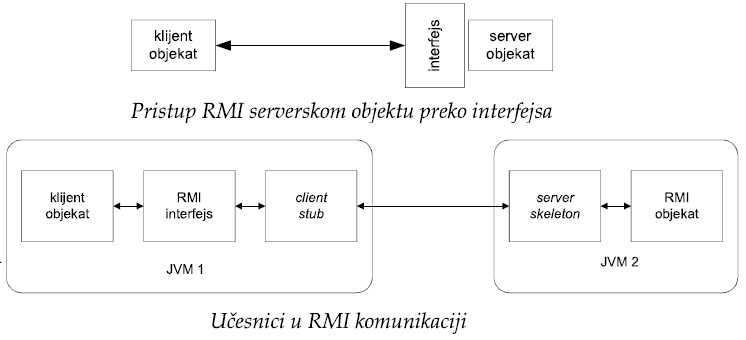 klijent
objekat
interfejs
server
objekat
Pristup RMI serverskom objektu preko interfejsa
klijent
objekat
RMI
interfejs
client
stub
server
skeleton
RMI
objekat
JVM 1
JVM 2
Učesnici u RMI komunikaciji